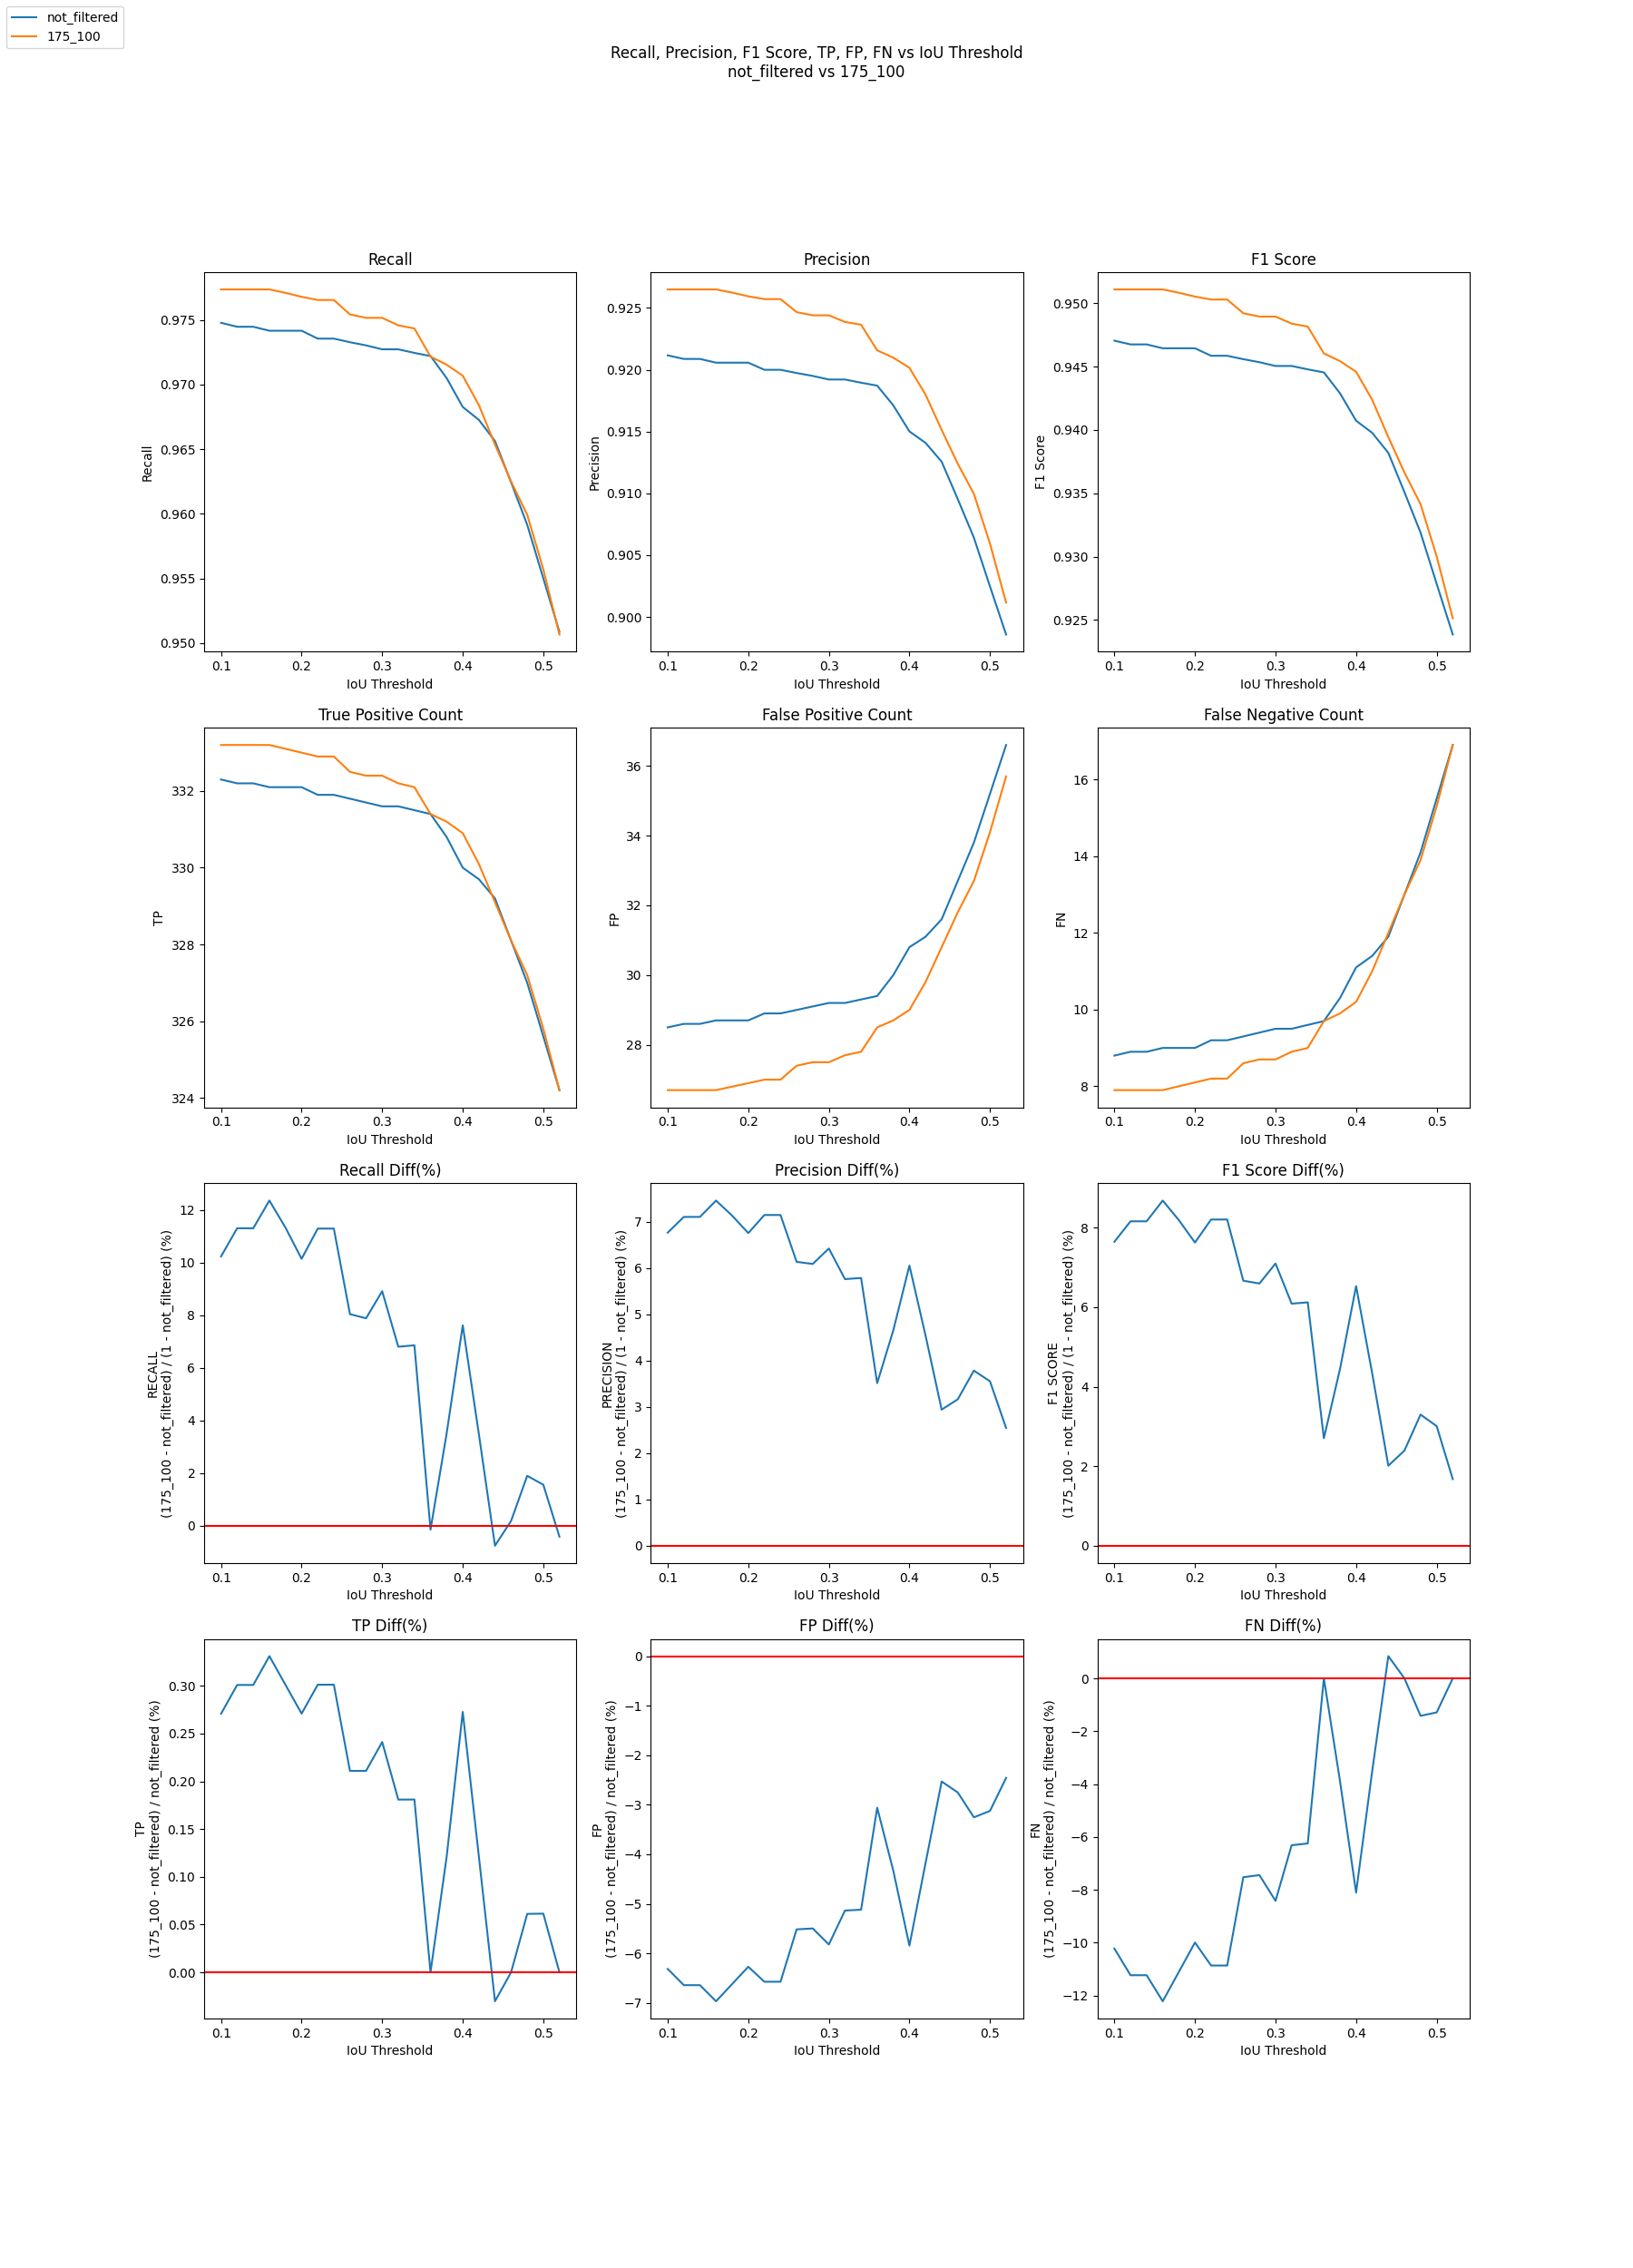 not_filtered
175_100
Recall, Precision, F1 Score, TP, FP, FN vs IoU Threshold
not_filtered vs 175_100
Recall
Recall
0.975
0.970
0.965
0.960
0.955
0.950
0.1 0.2 0.3 0.4 0.5
IoU Threshold
Precision
Precision
0.925
0.920
0.915
0.910
0.905
0.900
0.1 0.2 0.3 0.4 0.5
IoU Threshold
F1 Score
F1 Score
0.950
0.945
0.940
0.935
0.930
0.925
0.1 0.2 0.3 0.4 0.5
IoU Threshold
True Positive Count
TP
332
330
328
326
324
0.1 0.2 0.3 0.4 0.5
IoU Threshold
False Positive Count
FP
36
34
32
30
28
0.1 0.2 0.3 0.4 0.5
IoU Threshold
False Negative Count
FN
16
14
12
10
8
0.1 0.2 0.3 0.4 0.5
IoU Threshold
Recall Diff(%)
RECALL
(175_100 - not_filtered) / (1 - not_filtered) (%)
12
10
8
6
4
2
0
0.1 0.2 0.3 0.4 0.5
IoU Threshold
Precision Diff(%)
PRECISION
(175_100 - not_filtered) / (1 - not_filtered) (%)
7
6
5
4
3
2
1
0
0.1 0.2 0.3 0.4 0.5
IoU Threshold
F1 Score Diff(%)
F1 SCORE
(175_100 - not_filtered) / (1 - not_filtered) (%)
8
6
4
2
0
0.1 0.2 0.3 0.4 0.5
IoU Threshold
TP Diff(%)
TP
(175_100 - not_filtered) / not_filtered (%)
0.30
0.25
0.20
0.15
0.10
0.05
0.00
0.1 0.2 0.3 0.4 0.5
IoU Threshold
FP Diff(%)
FP
(175_100 - not_filtered) / not_filtered (%)
0
−1
−2
−3
−4
−5
−6
−7
0.1 0.2 0.3 0.4 0.5
IoU Threshold
FN Diff(%)
FN
(175_100 - not_filtered) / not_filtered (%)
0
−2
−4
−6
−8
−10
−12
0.1 0.2 0.3 0.4 0.5
IoU Threshold